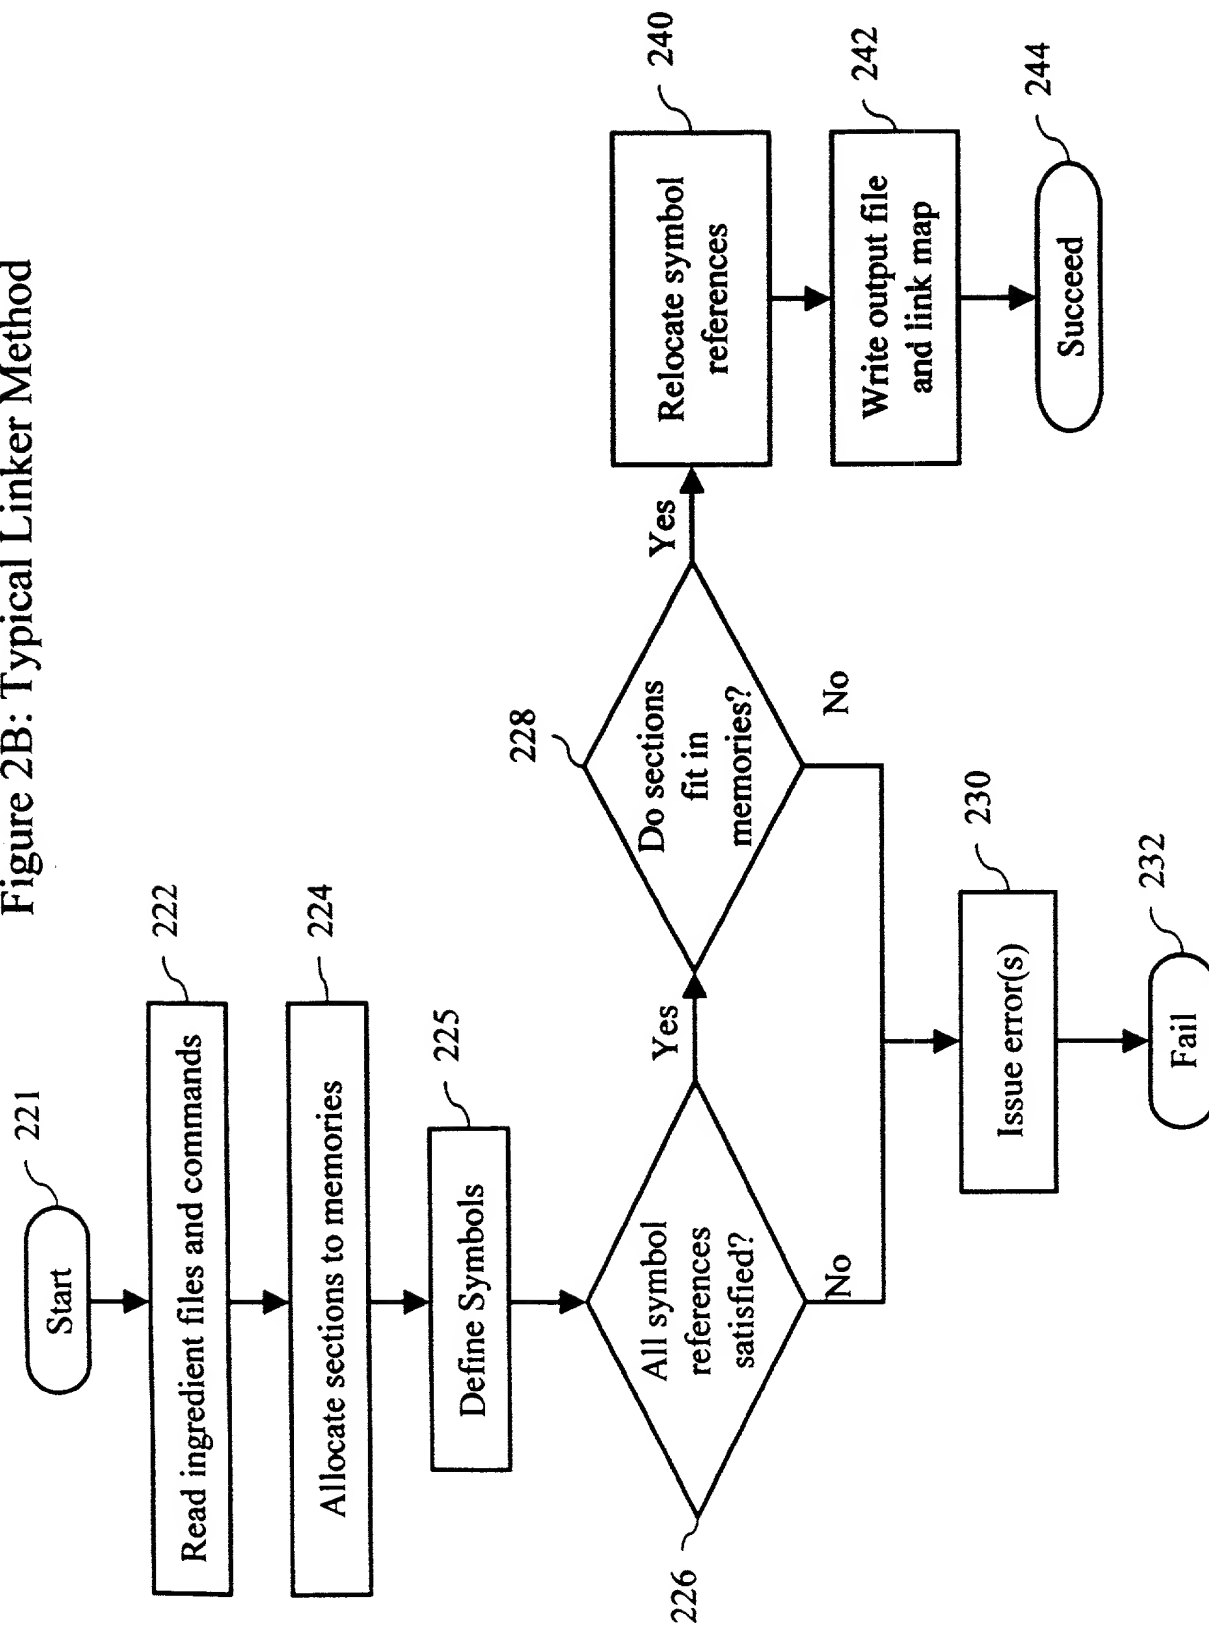 Figure 2B: Typical Linker Method
Start
221
Read ingredient files and commands
222
Allocate sections to memories
224
Define Symbols
225
All symbol
references
satisfied?
226
Yes
No
Do sections
fit in
memories?
228
Yes
No
Relocate symbol
references
240
Write output file
and link map
242
Succeed
244
Issue error(s)
230
Fail
232